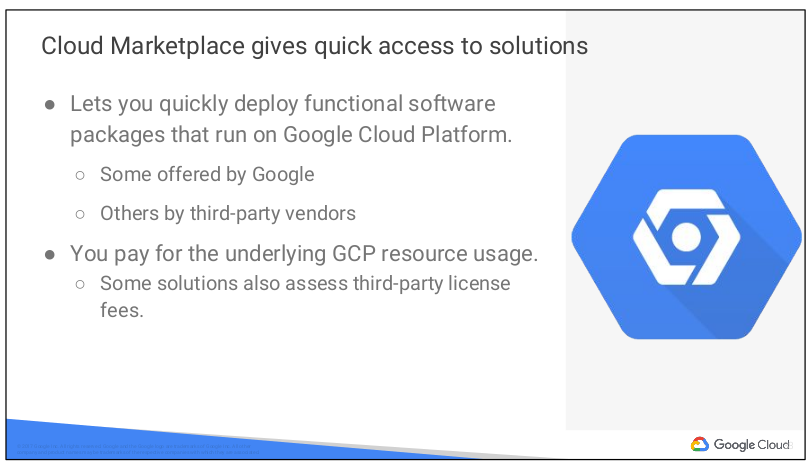 Cloud Marketplace gives quick access to solutions
● Lets you quickly deploy functional software
packages that run on Google Cloud Platform.
○ Some offered by Google
○ Others by third-party vendors
● You pay for the underlying GCP resource usage.
○ Some solutions also assess third-party license
fees.
Google Cloud